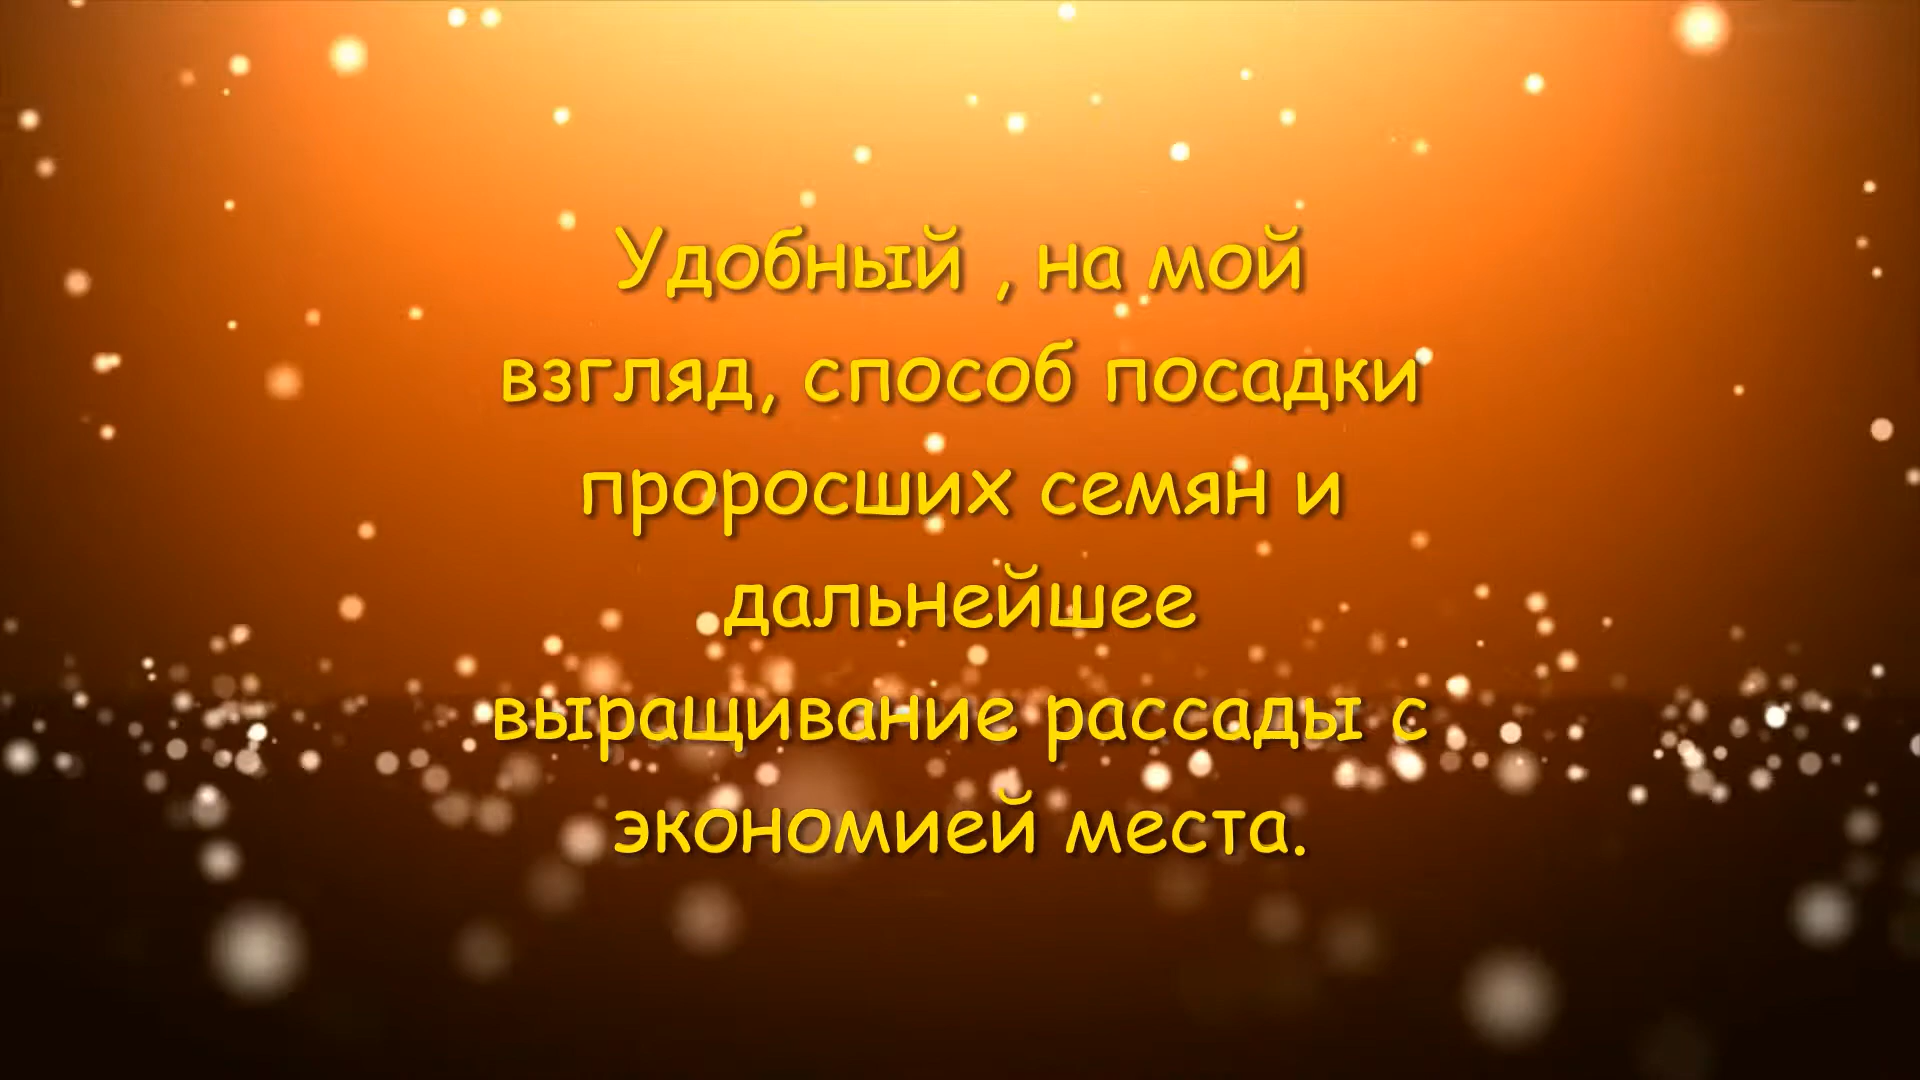 Удобный , на мой
взгляд, способ посадки
проросших семян и
дальнейшее
выращивание рассады с
экономией места.